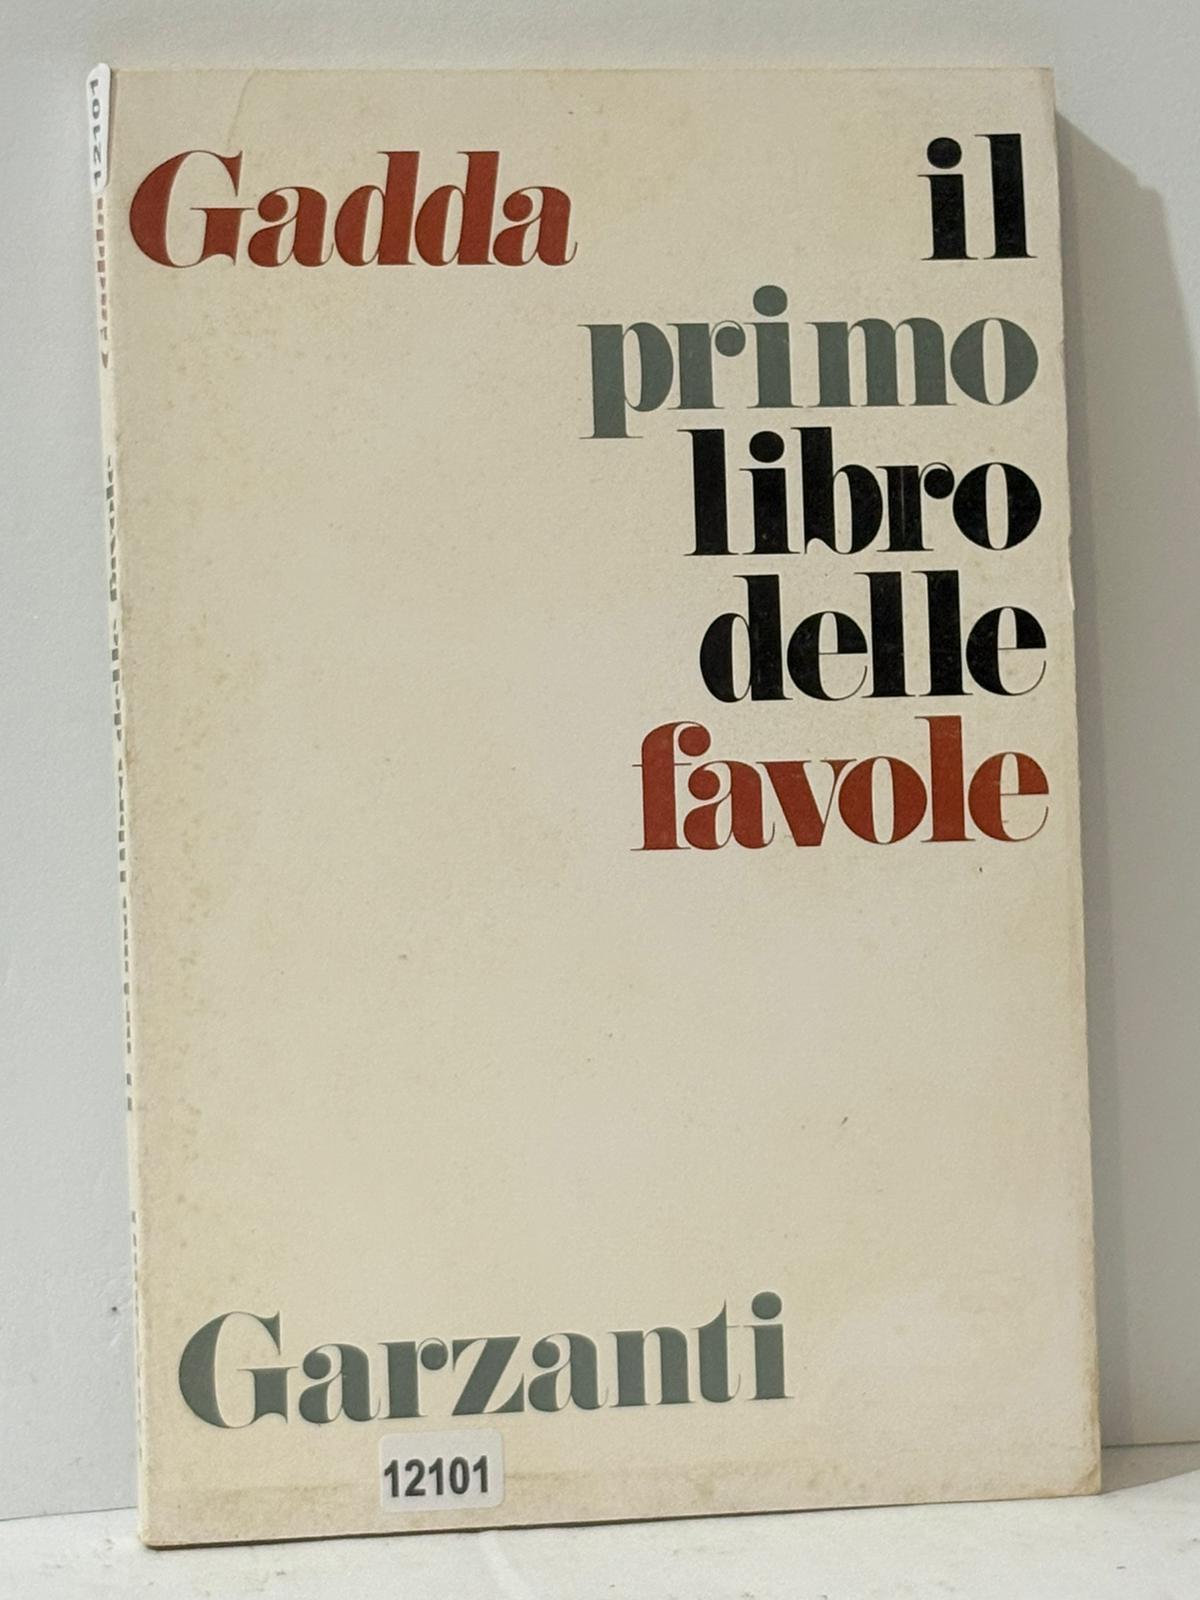 Gadda
il
primo
libro
delle
favole
Garzanti
12101
12101